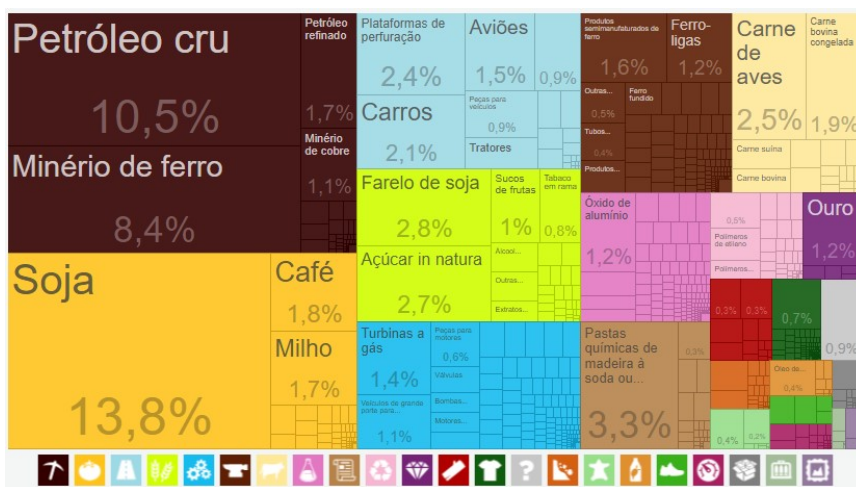 Petróleo cru
10,5%
Petróleo
refinado
1,7%
Minério
de cobre
1,1%
Minério de ferro
8,4%
Soja
13,8%
Café
1,8%
Milho
1,7%
Plataformas de
perfuração
2,4%
Aviões
1,5%
0,9%
Carros
2,1%
Peças para
veículos
0,9%
Tratores
Farelo de soja
2,8%
Sucos
de frutas
1%
Tabaco
em rama
0,8%
Açúcar in natura
2,7%
Álcool...
Outras...
Extratos...
Turbinas a
gás
1,4%
Peças para
motores
0,6%
Válvulas
Veículos de grande
porte para...
1,1%
Bombas...
Motores...
Produtos
semimanufaturados de
ferro
1,6%
Ferro-
ligas
1,2%
Outras...
0,5%
Ferro
fundido
Tubos...
0,4%
Produtos...
Carne
de
aves
2,5%
Carne
bovina
congelada
1,9%
Carne suína
Carne bovina
Óxido de
alumínio
1,2%
0,5%
Polímeros
de etileno
Polímeros...
Ouro
1,2%
0,3%
0,3%
0,7%
0,9%
Pastas
químicas de
madeira à
soda ou...
3,3%
0,3%
Óleo de...
0,4%
0,4%
0,2%
?